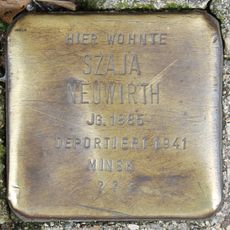 HIER WOHNTE
SZAJA
NEUWIRTH
JG. 1885
DEPORTIERT 1941
MINSK
? ? ?